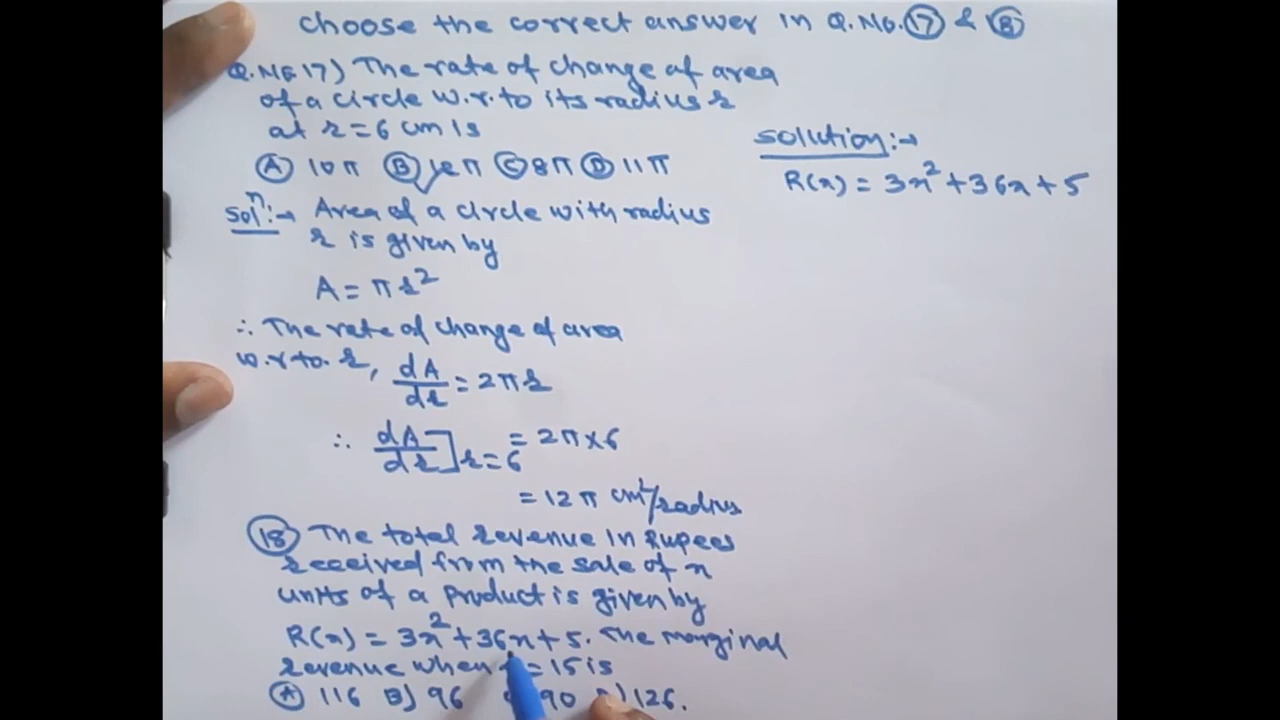 Choose the correct answer in Q.No. 17 & 18
Q.No 17) The rate of change of area
of a circle w.r.to its radius r
at r = 6 cm is
(A) 10π (B) 12π (C) 8π (D) 11π
Solⁿ:→ Area of a circle with radius
r is given by
A = πr²
∴ The rate of change of area
w.r.to. r, dA/dr = 2πr
∴ dA/dr]r=6 = 2π×6
= 12π cm²/radius
(18) The total revenue in Rupees
received from the sale of x
units of a product is given by
R(x) = 3x² + 36x + 5. The marginal
revenue when = 15 is
(A) 116 B) 96 90 D) 126.
Solution:→
R(x) = 3x² + 36x + 5